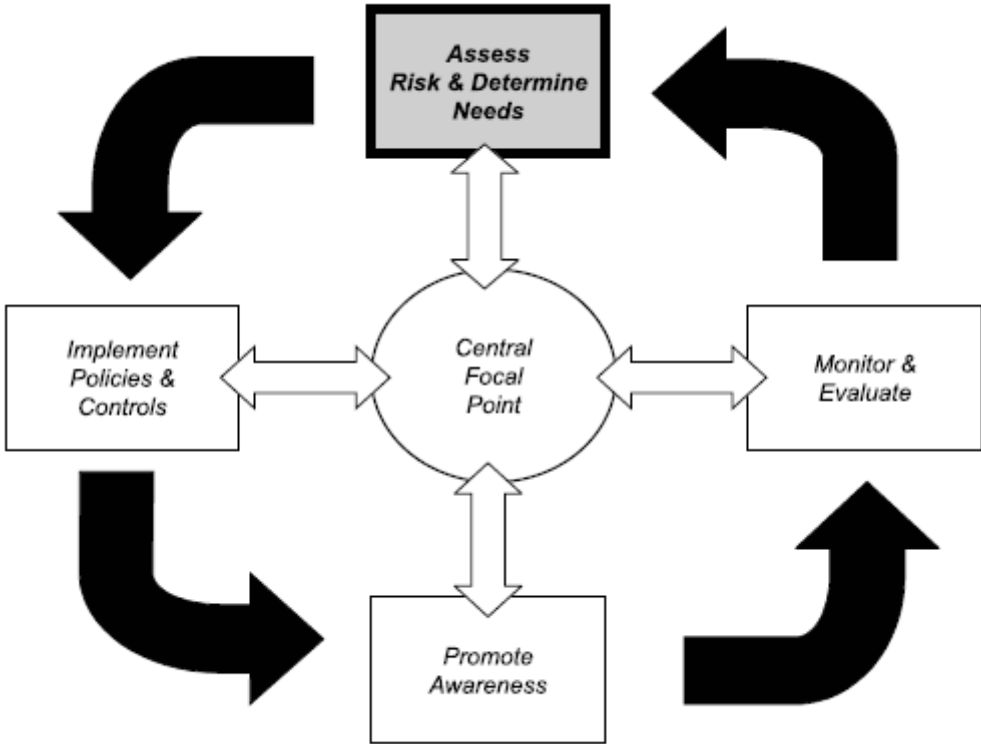 Assess
Risk & Determine
Needs
Implement
Policies &
Controls
Central
Focal
Point
Monitor &
Evaluate
Promote
Awareness